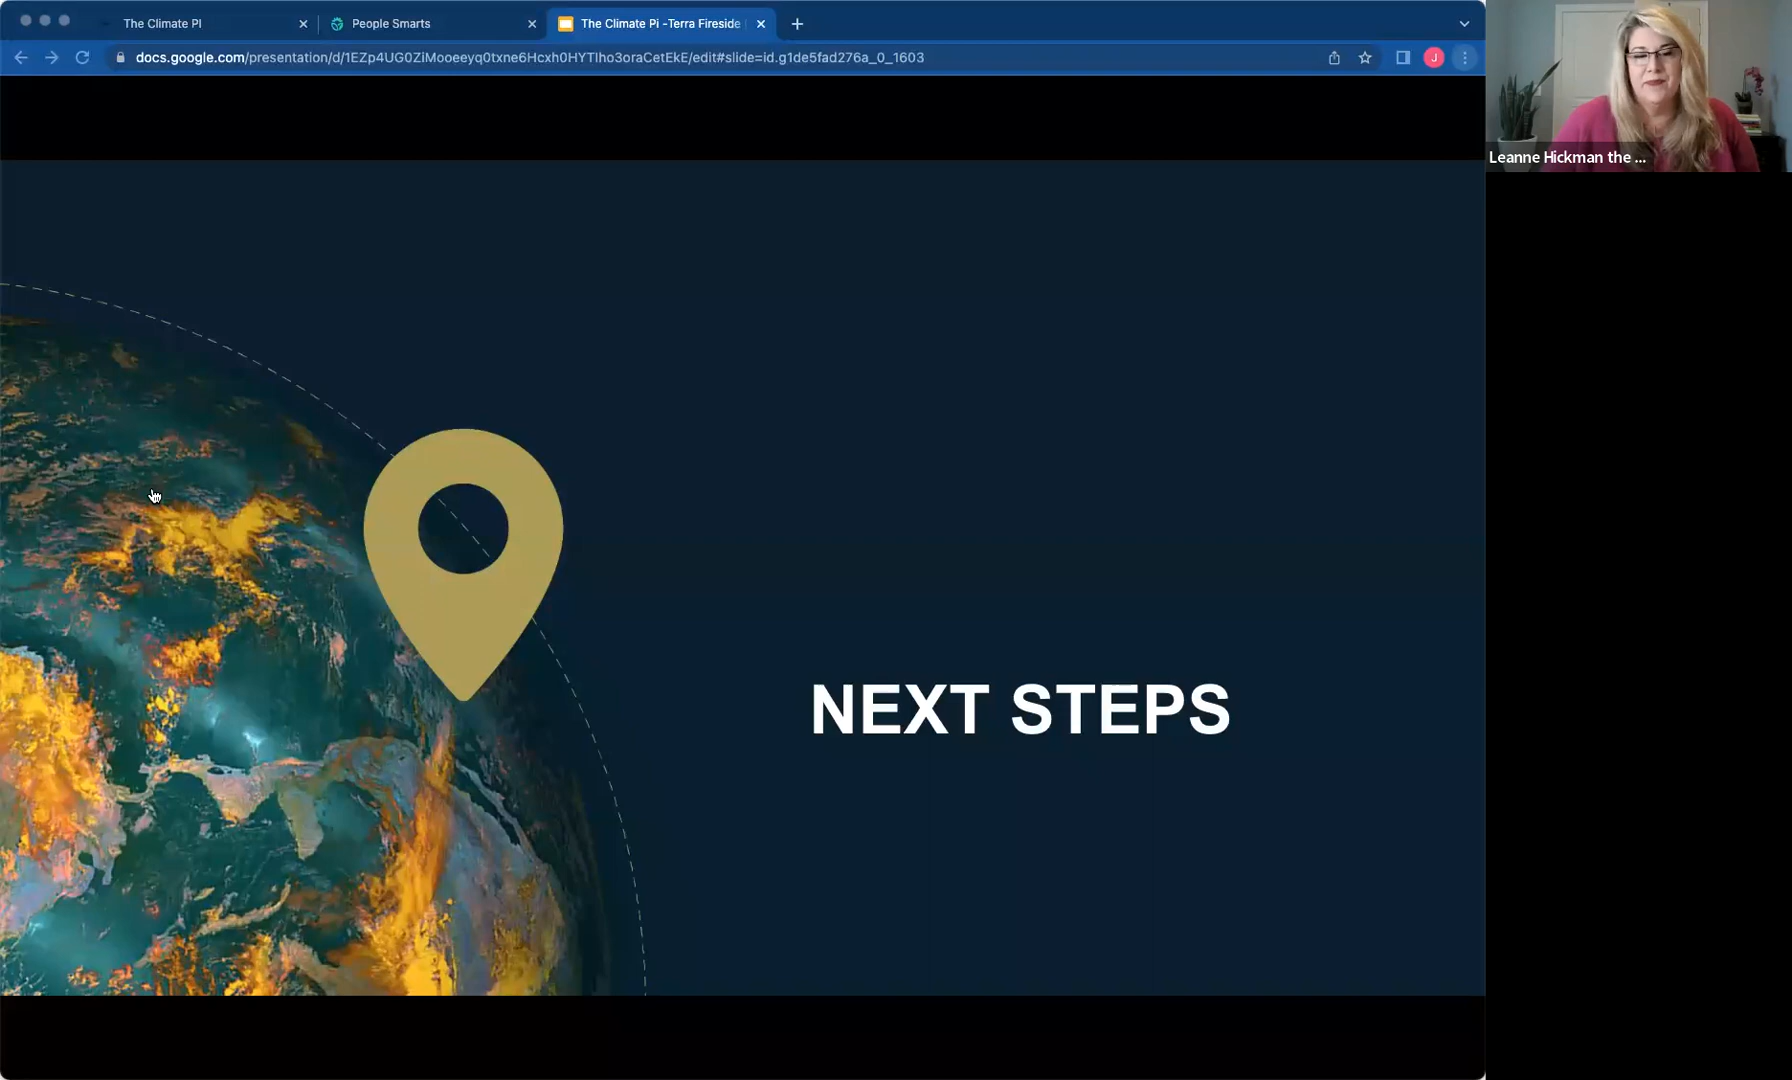 The Climate PI
People Smarts
The Climate Pi -Terra Fireside
docs.google.com/presentation/d/1EZp4UG0ZiMooeeyq0txne6Hcxh0HYTlho3oraCetEkE/edit#slide=id.g1de5fad276a_0_1603
J
Leanne Hickman the ...
NEXT STEPS